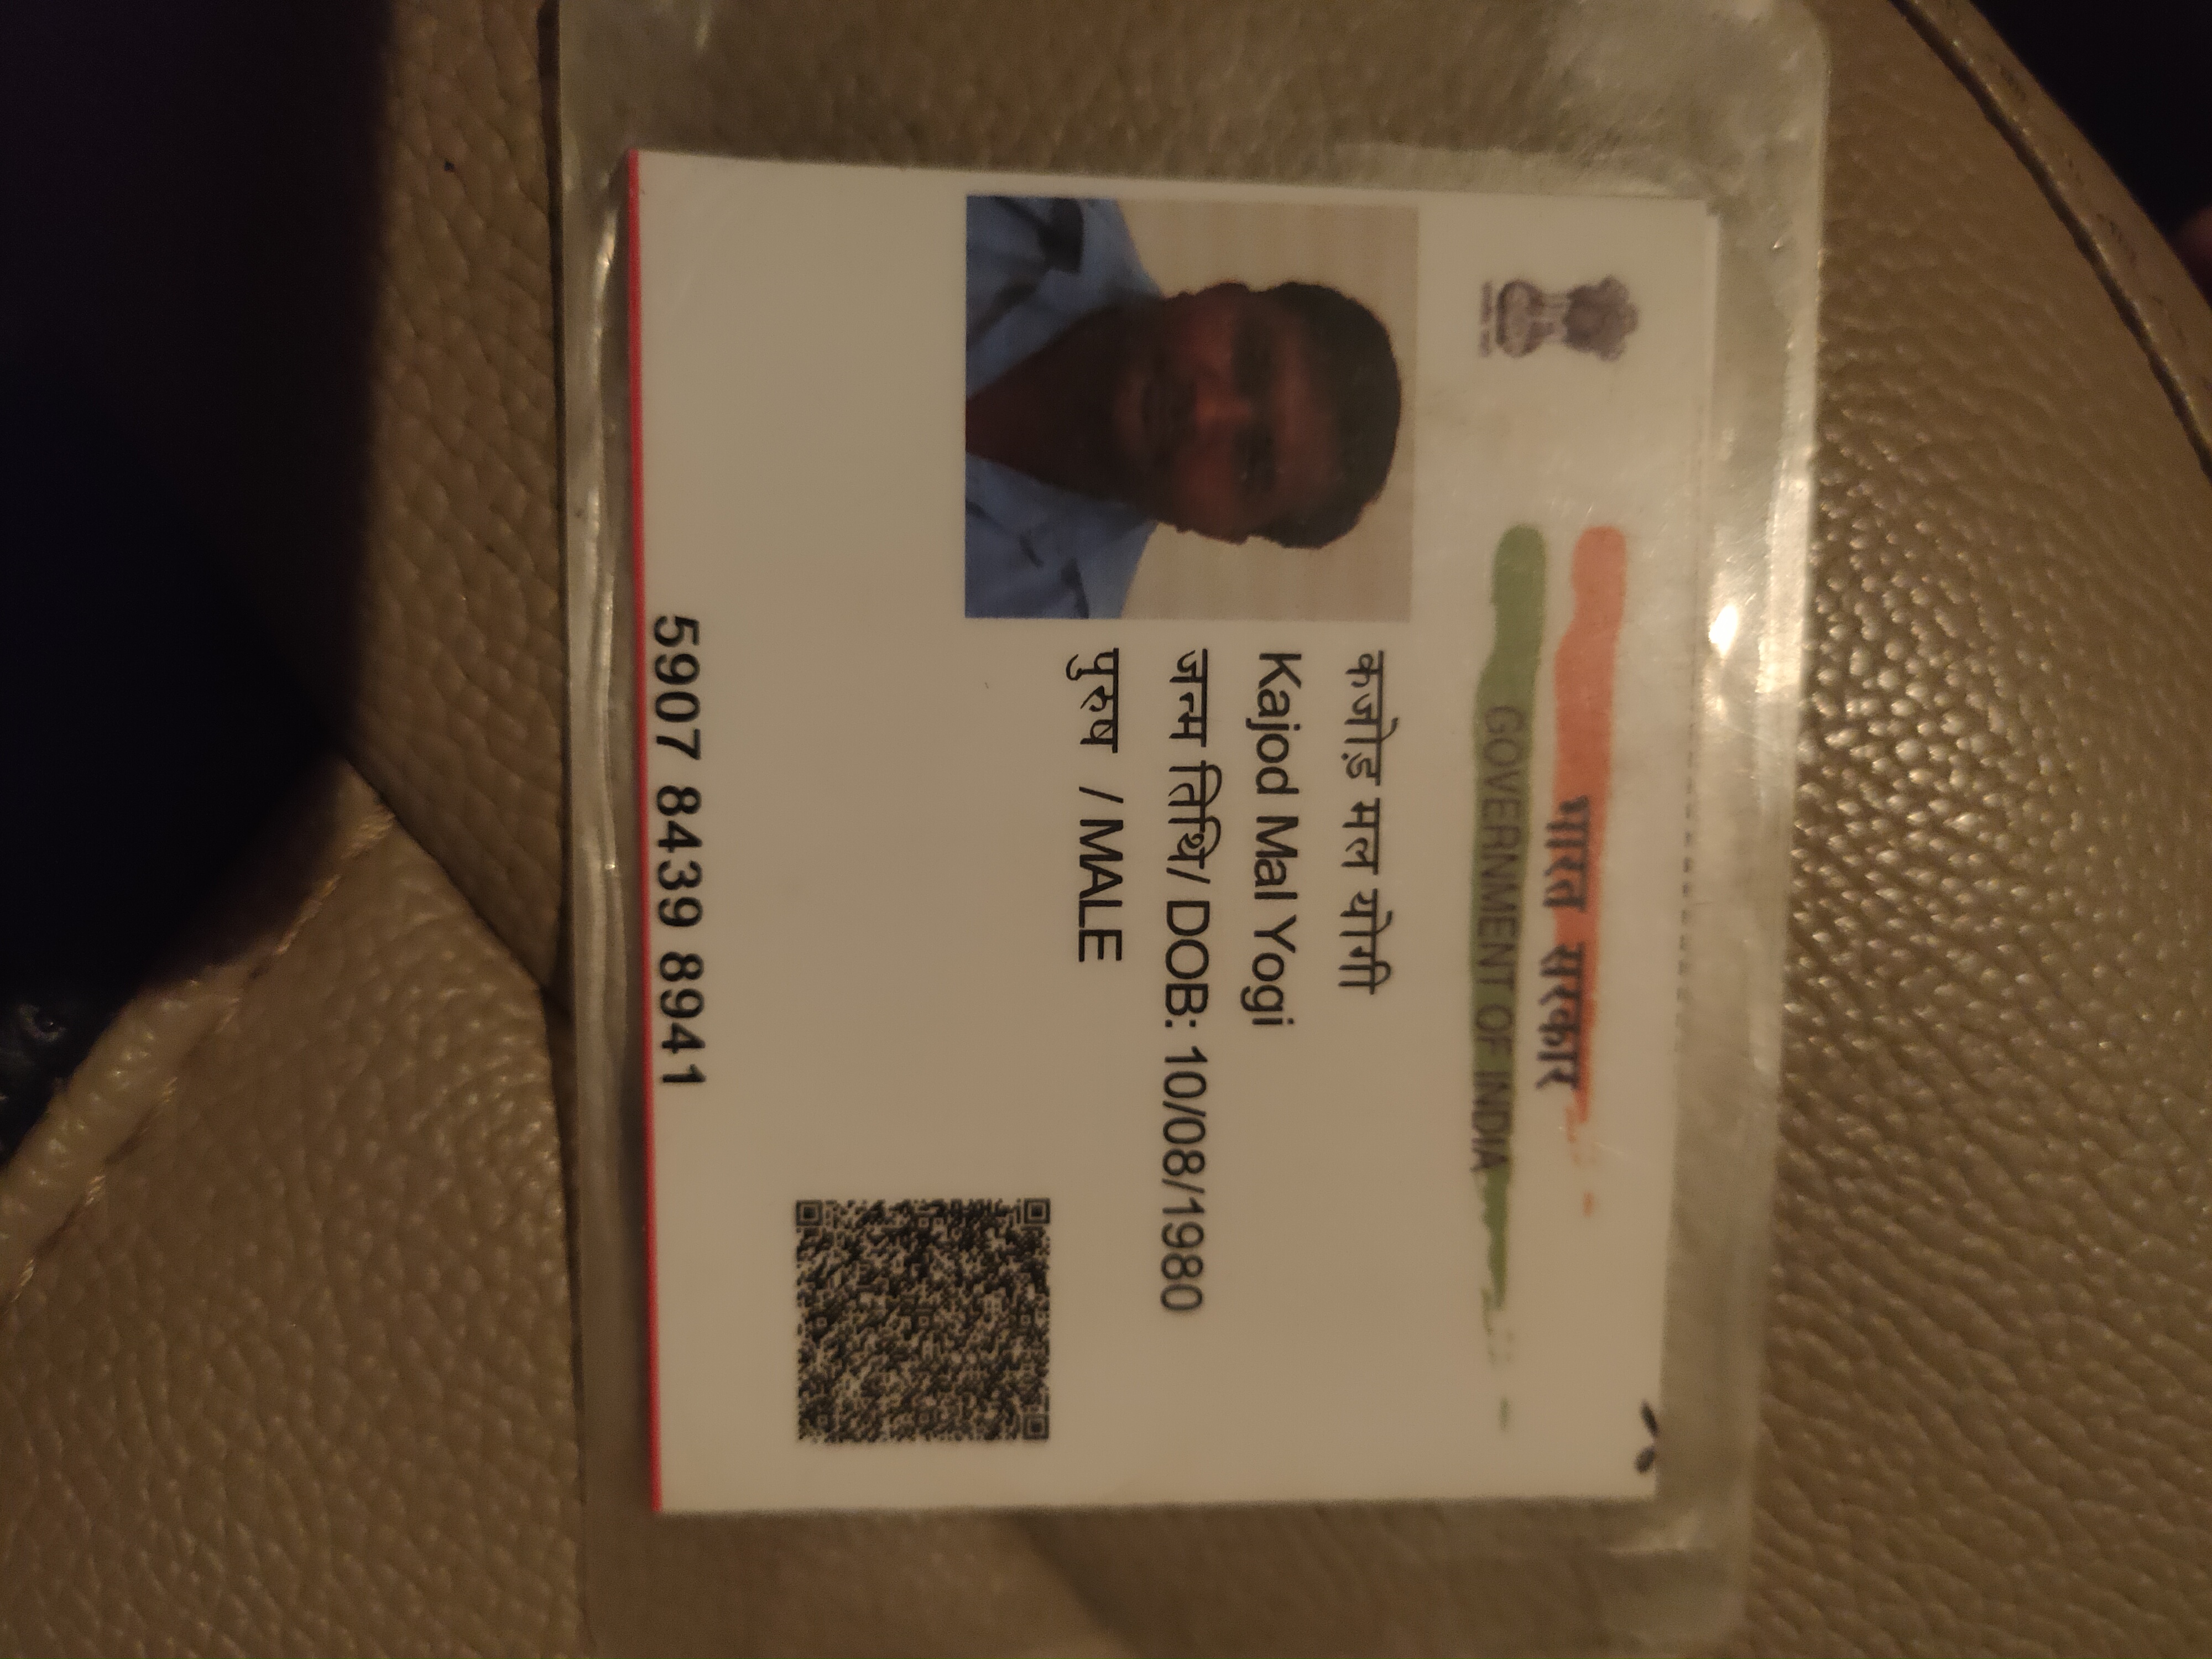 भारत सरकार
GOVERNMENT OF INDIA
कजोड़ मल योगी
Kajod Mal Yogi
जन्म तिथि/ DOB: 10/08/1980
पुरुष / MALE
5907 8439 8941